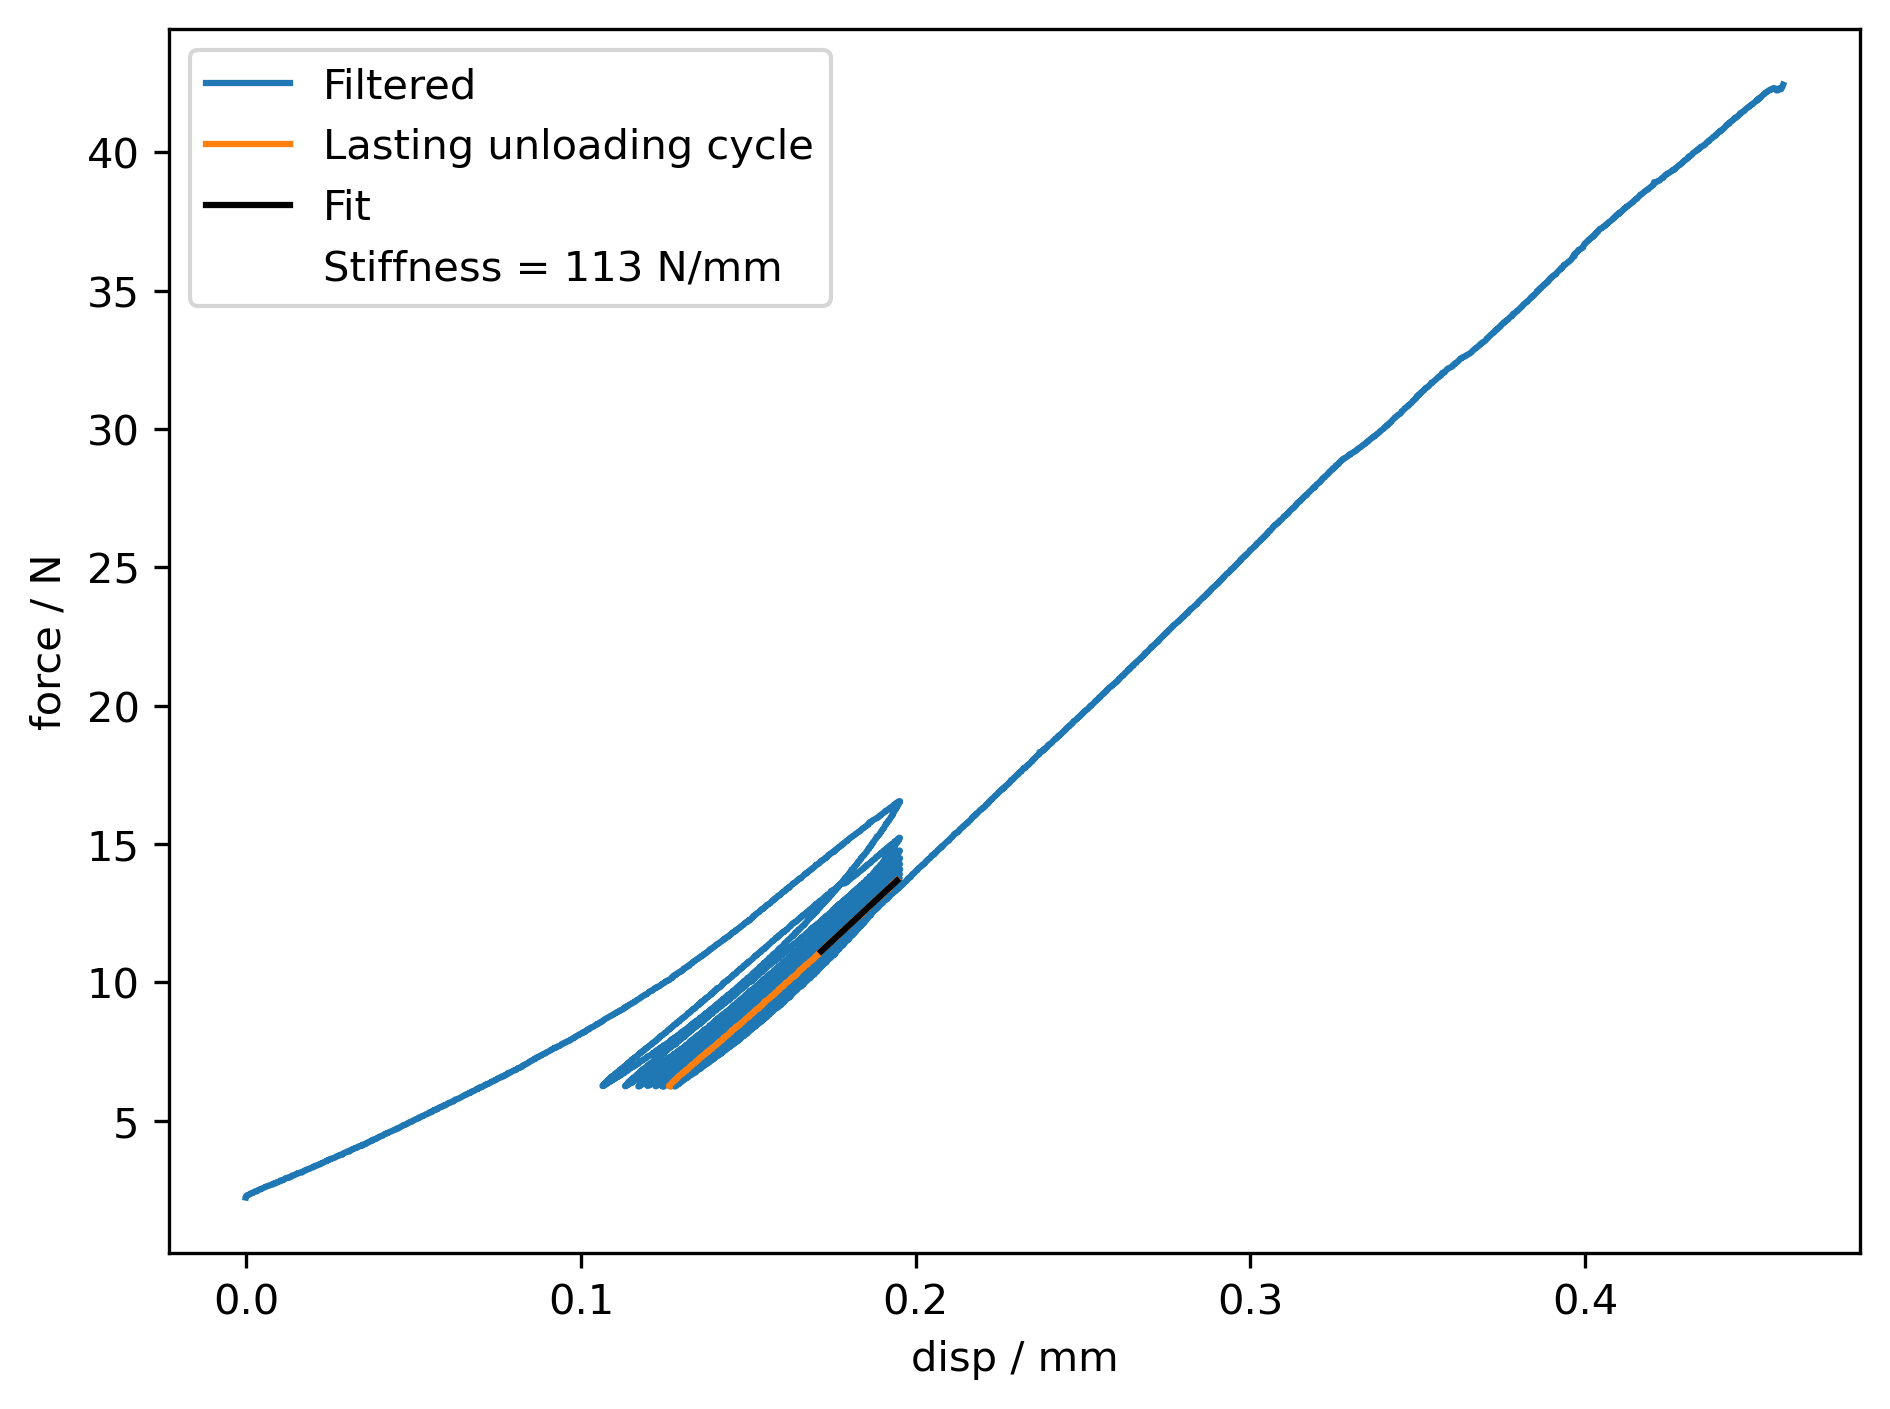 Filtered
Lasting unloading cycle
Fit
Stiffness = 113 N/mm
force / N
40
35
30
25
20
15
10
5
0.0 0.1 0.2 0.3 0.4
disp / mm